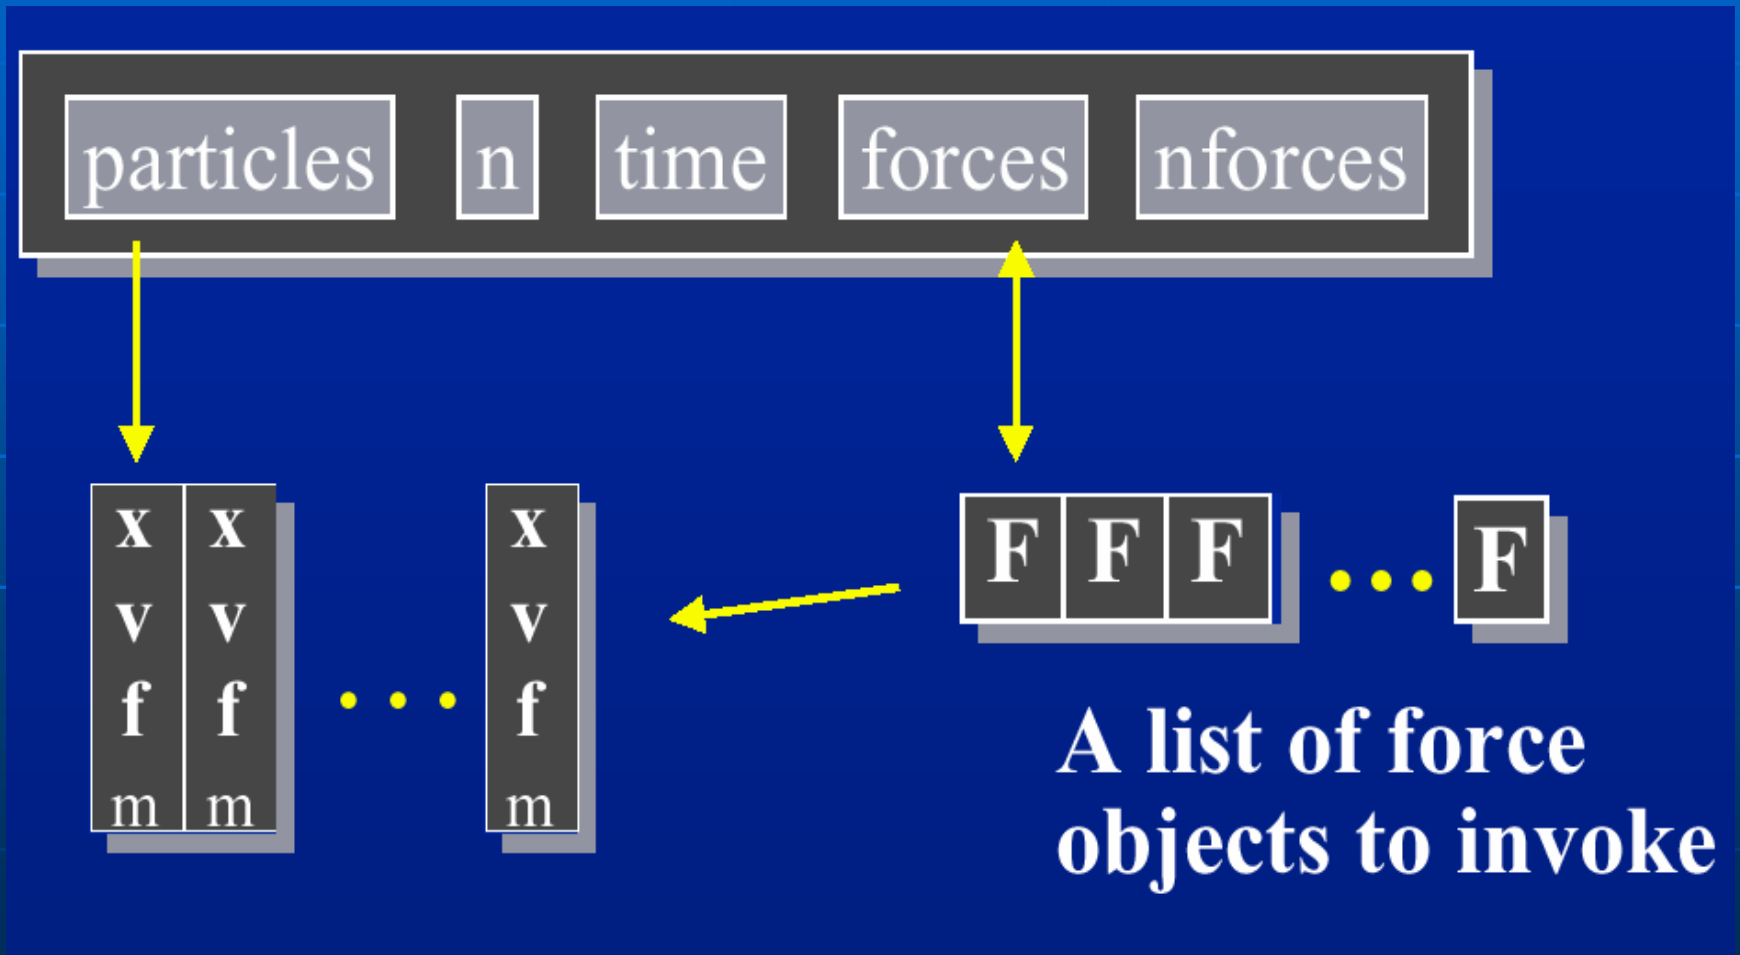 particles n time forces nforces
x x x
v v v
f f f
m m m
F F F ... F
A list of force
objects to invoke